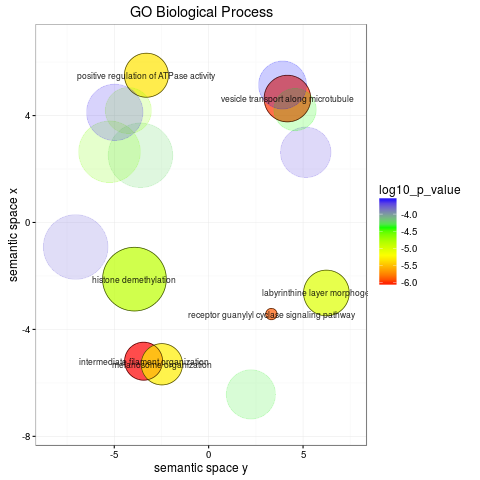 GO Biological Process
positive regulation of ATPase activity
vesicle transport along microtubule
histone demethylation
labyrinthine layer morphoge
receptor guanylyl cyclase signaling pathway
intermediate filament organization
melanosome organization
4
0
-4
-8
-5
0
5
semantic space x
semantic space y
log10_p_value
-4.0
-4.5
-5.0
-5.5
-6.0